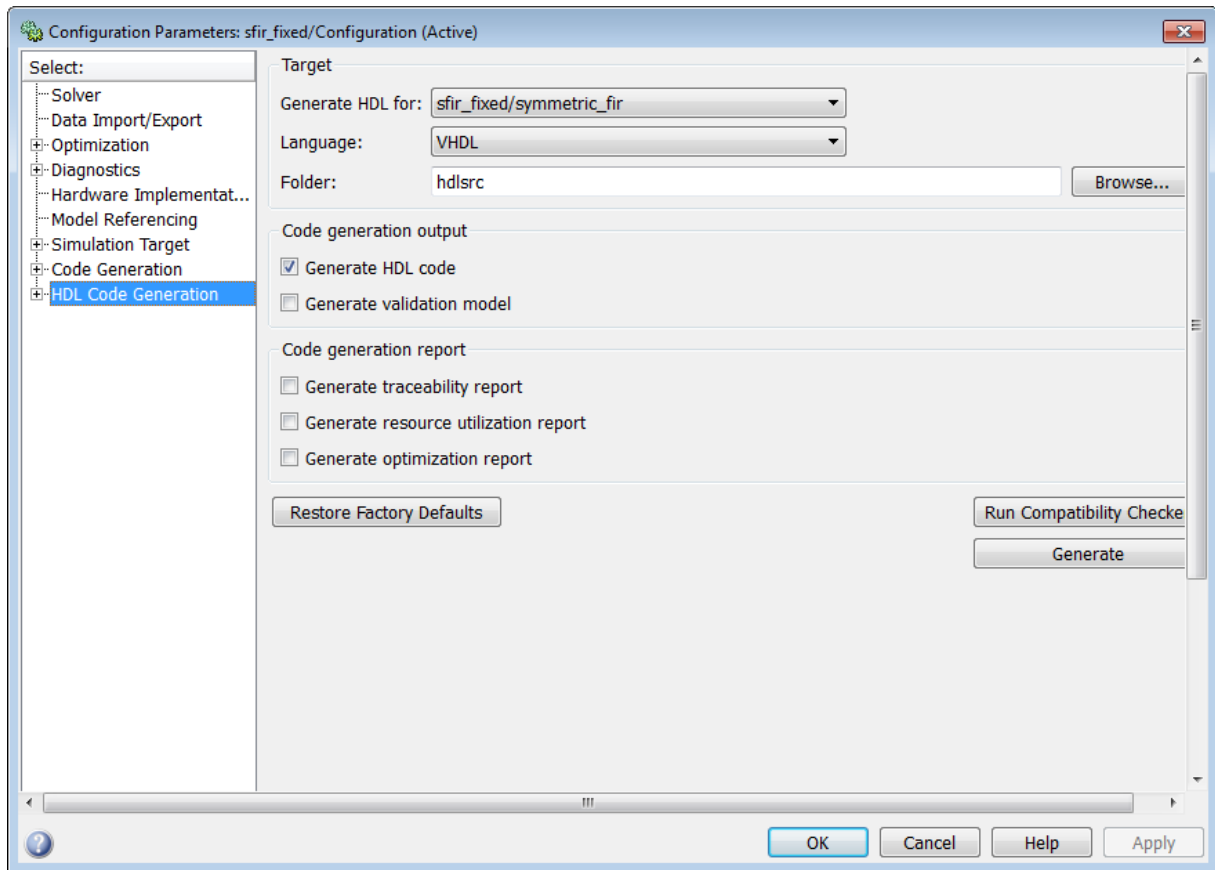 Configuration Parameters: sfir_fixed/Configuration (Active)
Select:
Solver
Data Import/Export
Optimization
Diagnostics
Hardware Implementat...
Model Referencing
Simulation Target
Code Generation
HDL Code Generation
Target
Generate HDL for: sfir_fixed/symmetric_fir
Language: VHDL
Folder: hdlsrc Browse...
Code generation output
Generate HDL code
Generate validation model
Code generation report
Generate traceability report
Generate resource utilization report
Generate optimization report
Restore Factory Defaults Run Compatibility Checke
Generate
OK Cancel Help Apply